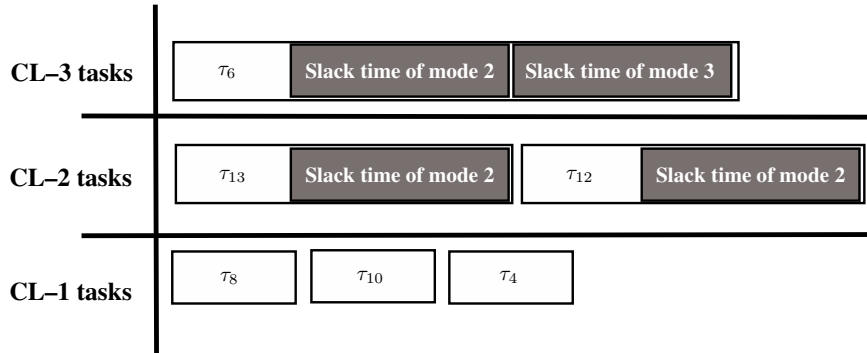 CL–3 tasks τ₆ Slack time of mode 2 Slack time of mode 3
CL–2 tasks τ₁₃ Slack time of mode 2 τ₁₂ Slack time of mode 2
CL–1 tasks τ₈ τ₁₀ τ₄